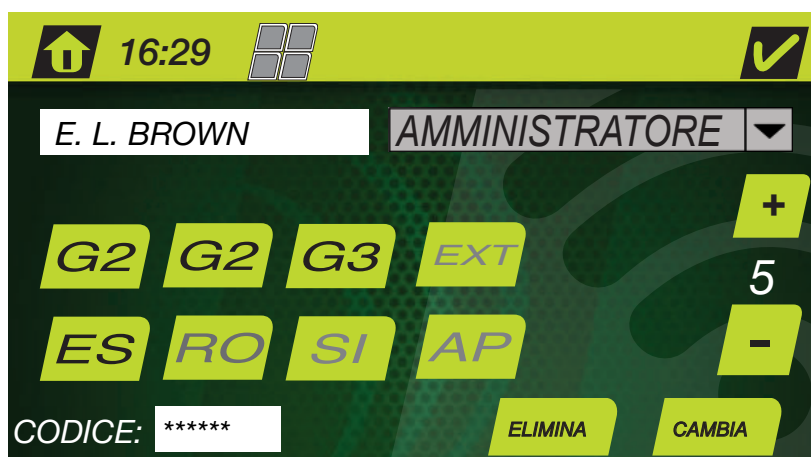 16:29
E. L. BROWN AMMINISTRATORE
+
G2 G2 G3 EXT
5
ES RO SI AP -
CODICE: ****** ELIMINA CAMBIA